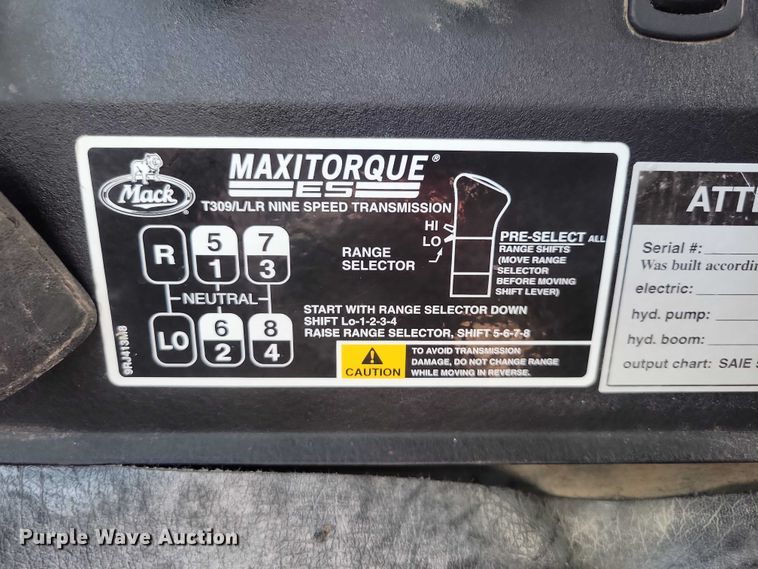 Mack
MAXITORQUE®
ES
T309/L/LR NINE SPEED TRANSMISSION
R 5 7
1 3
NEUTRAL
LO 6 8
2 4
9RJ413M8
HI
LO
RANGE
SELECTOR
PRE-SELECT ALL
RANGE SHIFTS
(MOVE RANGE
SELECTOR
BEFORE MOVING
SHIFT LEVER)
START WITH RANGE SELECTOR DOWN
SHIFT Lo-1-2-3-4
RAISE RANGE SELECTOR, SHIFT 5-6-7-8
CAUTION
TO AVOID TRANSMISSION
DAMAGE, DO NOT CHANGE RANGE
WHILE MOVING IN REVERSE.
Serial #:
Was built
electric:
hyd. pump:
hyd. boom:
output chart: SAIE
Purple Wave Auction